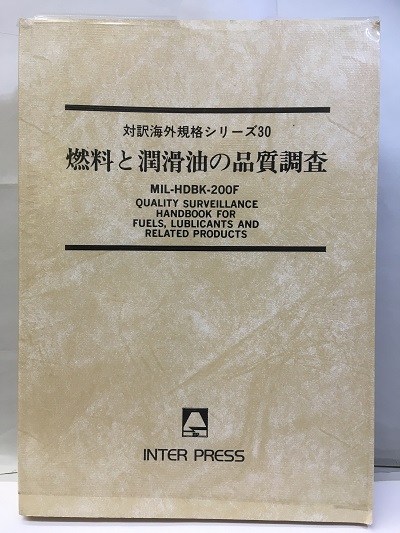 対訳海外規格シリーズ30
燃料と潤滑油の品質調査
MIL-HDBK-200F
QUALITY SURVEILLANCE
HANDBOOK FOR
FUELS, LUBLICANTS AND
RELATED PRODUCTS
INTER PRESS